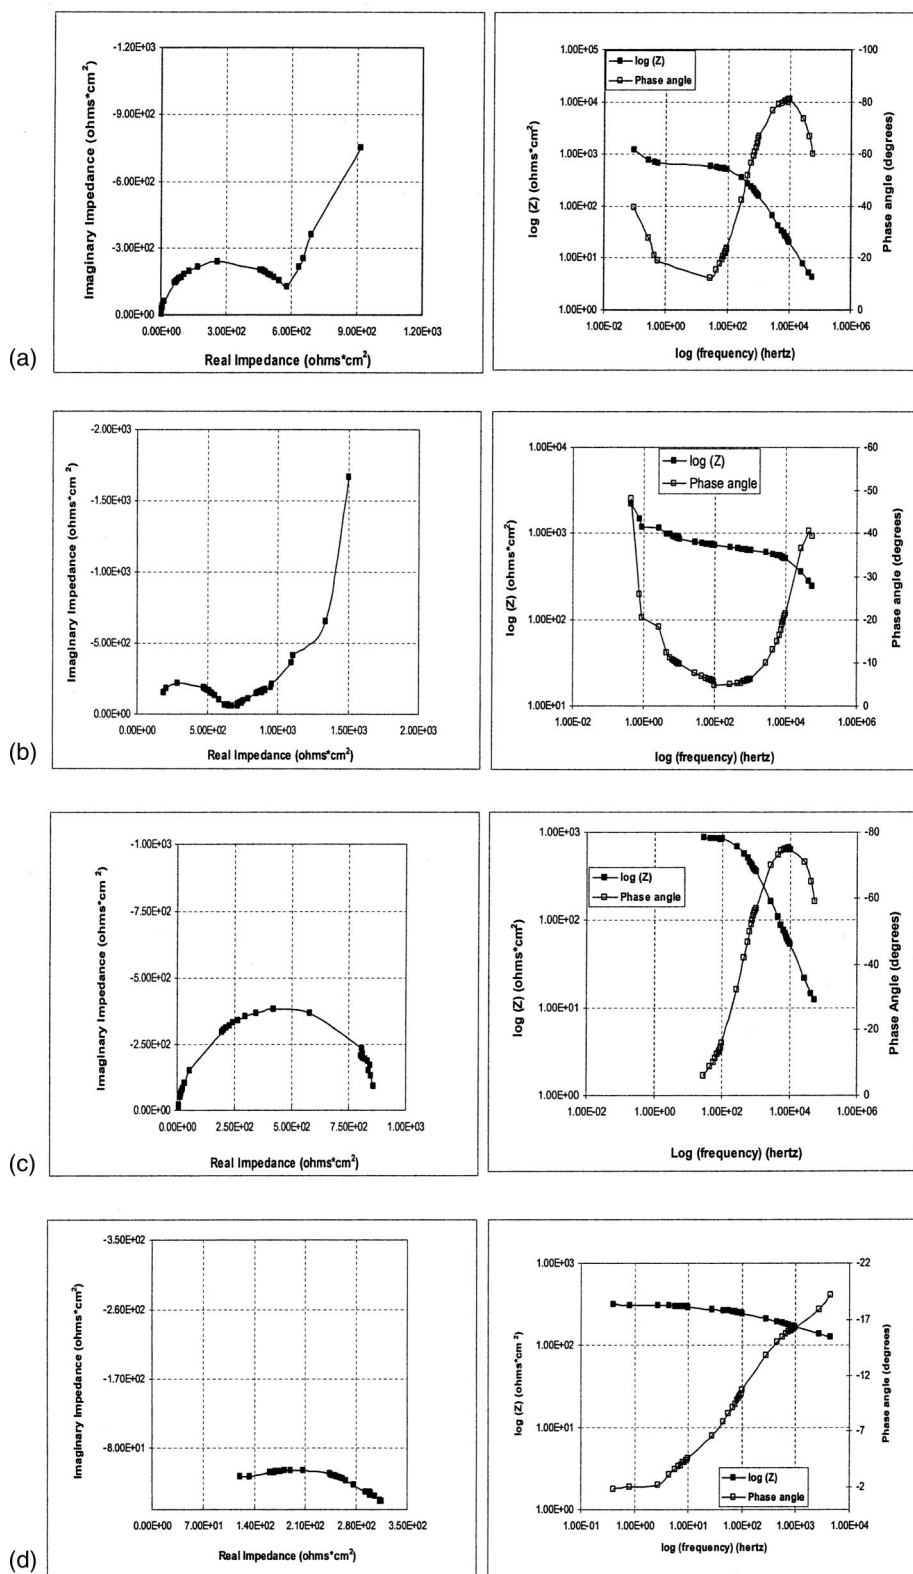 -1.20E+03
-9.00E+02
-6.00E+02
-3.00E+02
0.00E+00
Imaginary Impedance (ohms*cm²)
0.00E+00 3.00E+02 6.00E+02 9.00E+02 1.20E+03
Real Impedance (ohms*cm²)
(a)
1.00E+05
1.00E+04
1.00E+03
1.00E+02
1.00E+01
1.00E+00
log (Z) (ohms*cm²)
log (Z)
Phase angle
-100
-80
-60
-40
-20
0
Phase angle (degrees)
1.00E-02 1.00E+00 1.00E+02 1.00E+04 1.00E+06
log (frequency) (hertz)
-2.00E+03
-1.50E+03
-1.00E+03
-5.00E+02
0.00E+00
Imaginary Impedance (ohms*cm²)
0.00E+00 5.00E+02 1.00E+03 1.50E+03 2.00E+03
Real Impedance (ohms*cm²)
(b)
1.00E+04
1.00E+03
1.00E+02
1.00E+01
log (Z) (ohms*cm²)
log (Z)
Phase angle
-60
-50
-40
-30
-20
-10
0
Phase angle (degrees)
1.00E-02 1.00E+00 1.00E+02 1.00E+04 1.00E+06
log (frequency) (hertz)
-1.00E+03
-7.50E+02
-5.00E+02
-2.50E+02
0.00E+00
Imaginary Impedance (ohms*cm²)
0.00E+00 2.50E+02 5.00E+02 7.50E+02 1.00E+03
Real Impedance (ohms*cm²)
(c)
1.00E+03
1.00E+02
1.00E+01
1.00E+00
log (Z) (ohms*cm²)
log (Z)
Phase angle
-80
-60
-40
-20
0
Phase Angle (degrees)
1.00E-02 1.00E+00 1.00E+02 1.00E+04 1.00E+06
Log (frequency) (hertz)
-3.50E+02
-2.60E+02
-1.70E+02
-8.00E+01
Imaginary Impedance (ohms*cm²)
0.00E+00 7.00E+01 1.40E+02 2.10E+02 2.80E+02 3.50E+02
Real Impedance (ohms*cm²)
(d)
1.00E+03
1.00E+02
1.00E+01
1.00E+00
log (Z) (ohms*cm²)
log (Z)
Phase angle
-22
-17
-12
-7
-2
Phase angle (degrees)
1.00E-01 1.00E+00 1.00E+01 1.00E+02 1.00E+03 1.00E+04
log (frequency) (hertz)